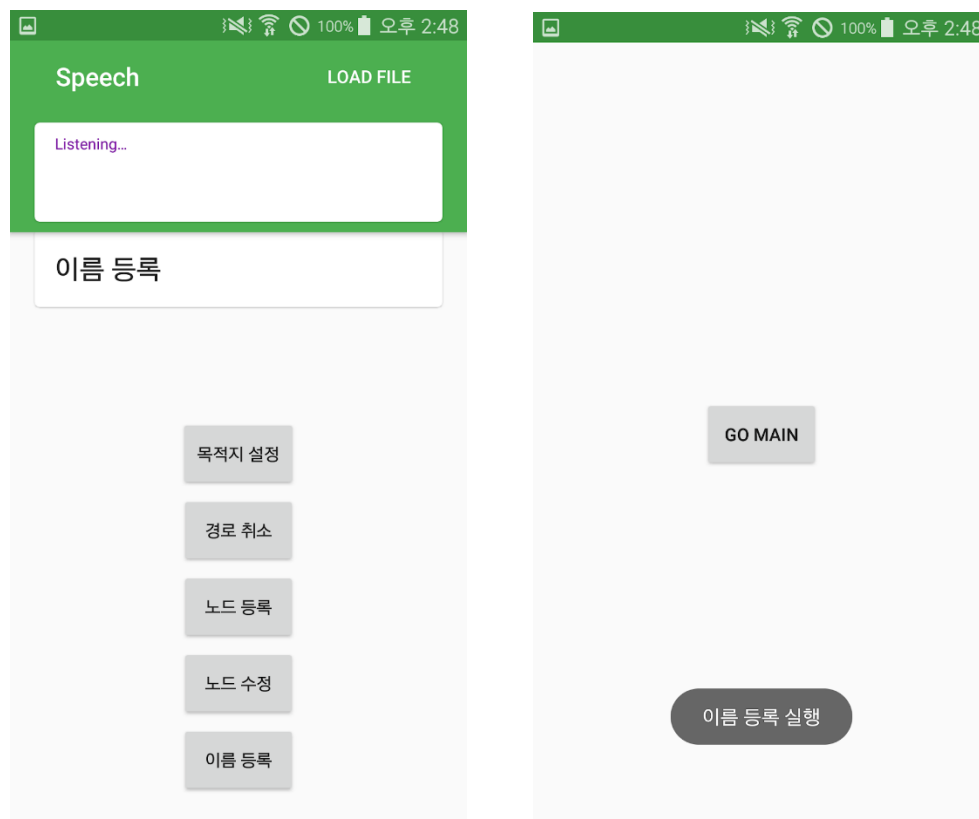 100% 오후 2:48
Speech
LOAD FILE
Listening...
이름 등록
목적지 설정
경로 취소
노드 등록
노드 수정
이름 등록
100% 오후 2:48
GO MAIN
이름 등록 실행